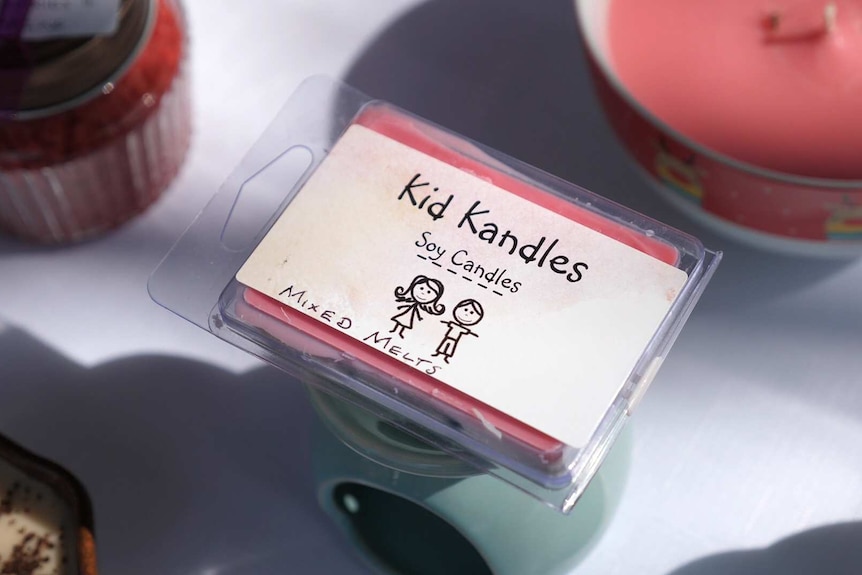 Kid Kandles
Soy Candles
MIXED MELTS